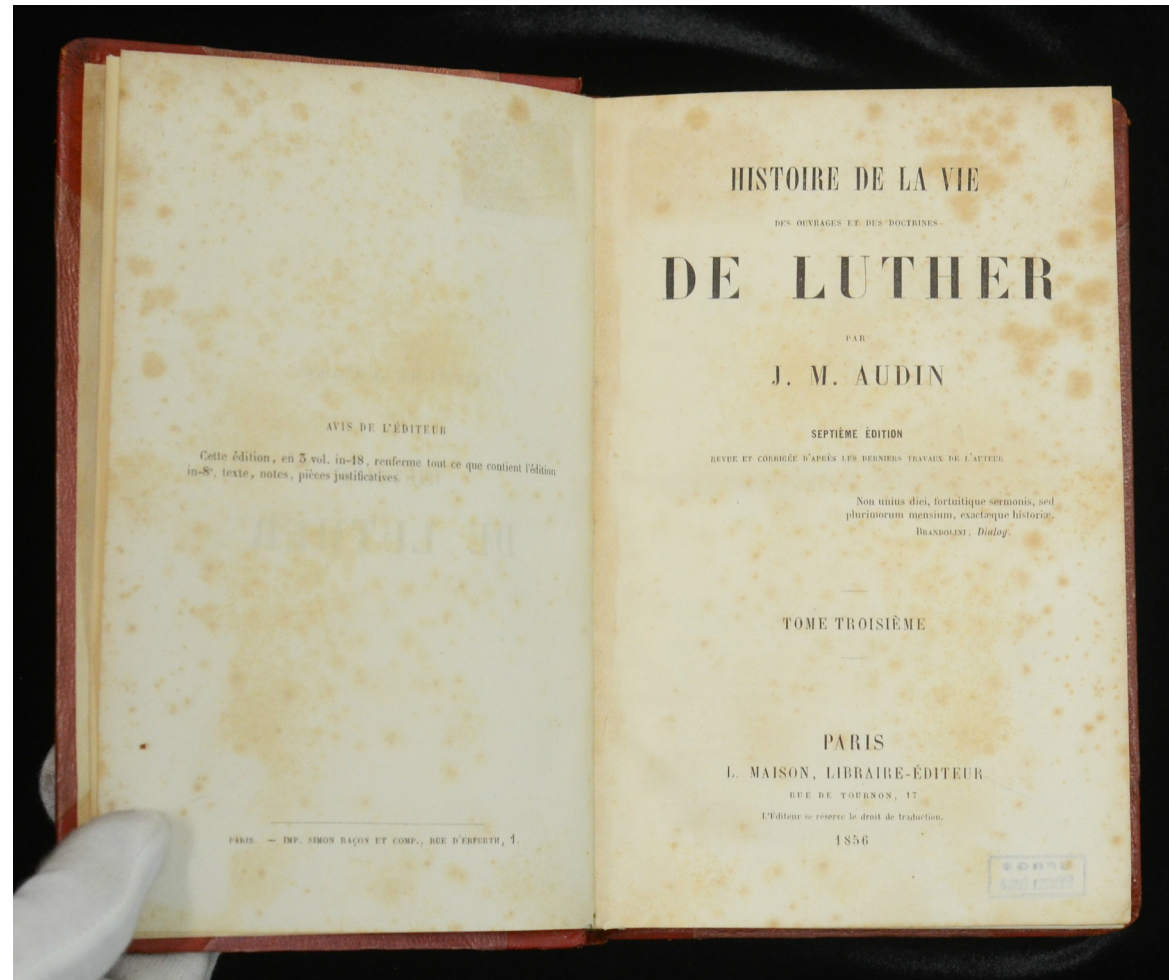 AVIS DE L'ÉDITEUR
Cette édition, en 3 vol. in-18, renferme tout ce que contient l'édition
in-8°, texte, notes, pièces justificatives.
PARIS. — IMP. SIMON RAÇON ET COMP., RUE D'ERFURTH, 1.
HISTOIRE DE LA VIE
DES OUVRAGES ET DES DOCTRINES
DE LUTHER
PAR
J. M. AUDIN
SEPTIÈME ÉDITION
REVUE ET CORRIGÉE D'APRÈS LES DERNIERS TRAVAUX DE L'AUTEUR
Non unius diei, fortuitique sermonis, sed
plurimorum mensium, exactæque historiæ.
BRANDOLINI, Dialog.
TOME TROISIÈME
PARIS
L. MAISON, LIBRAIRE-ÉDITEUR
RUE DE TOURNON, 17
L'Éditeur se réserve le droit de traduction.
1856